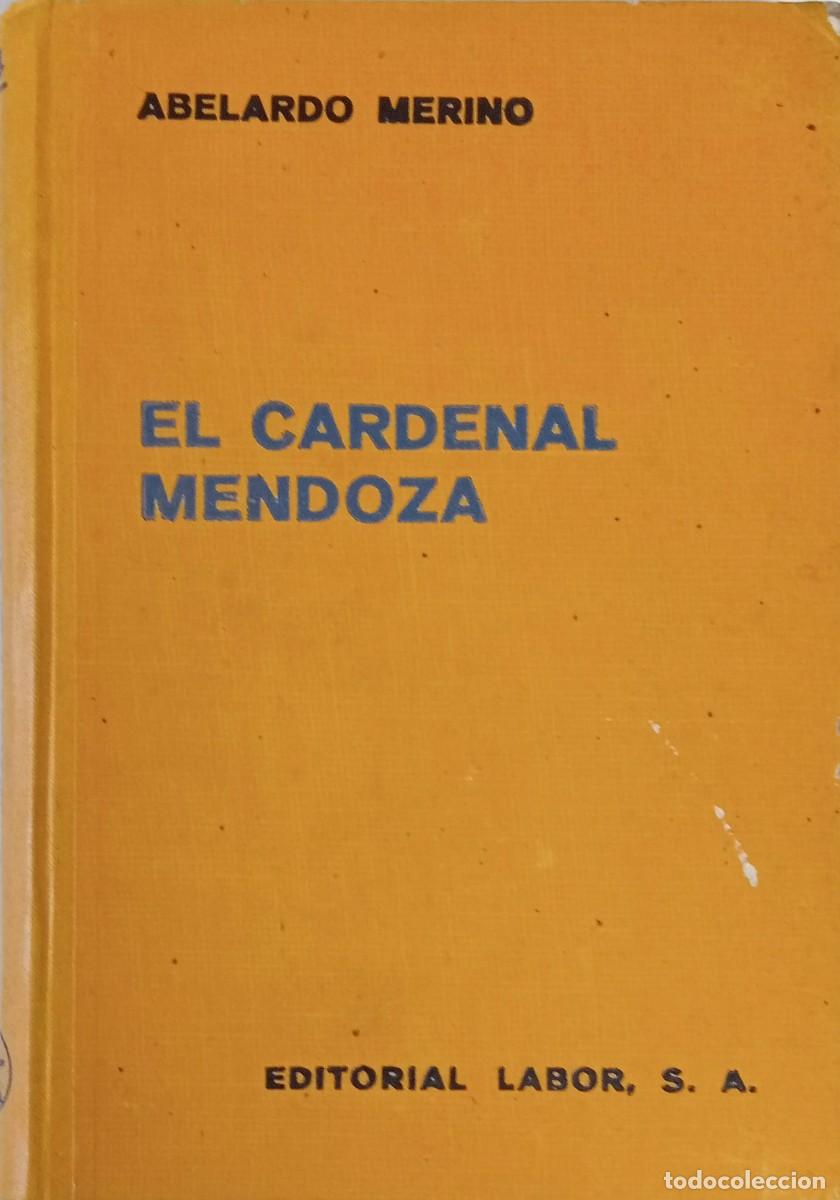 ABELARDO MERINO
EL CARDENAL
MENDOZA
EDITORIAL LABOR, S. A.
todocoleccion